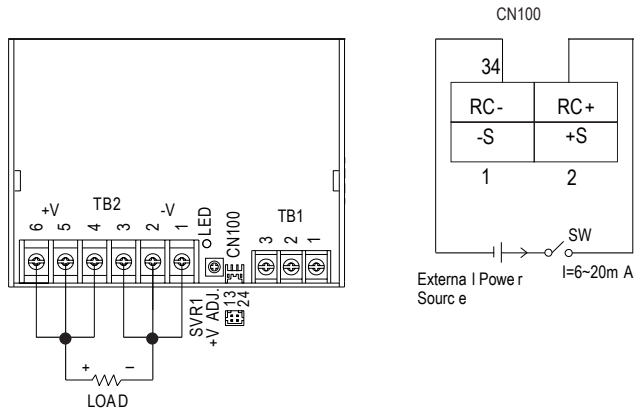 CN100
34
RC- RC+
-S +S
1 2
SW
I=6~20m A
Externa l Powe r
Sourc e
+V TB2 -V
6 5 4 3 2 1
LED
CN100
TB1
3 2 1
SVR1
+V ADJ.
13
24
+ −
LOAD